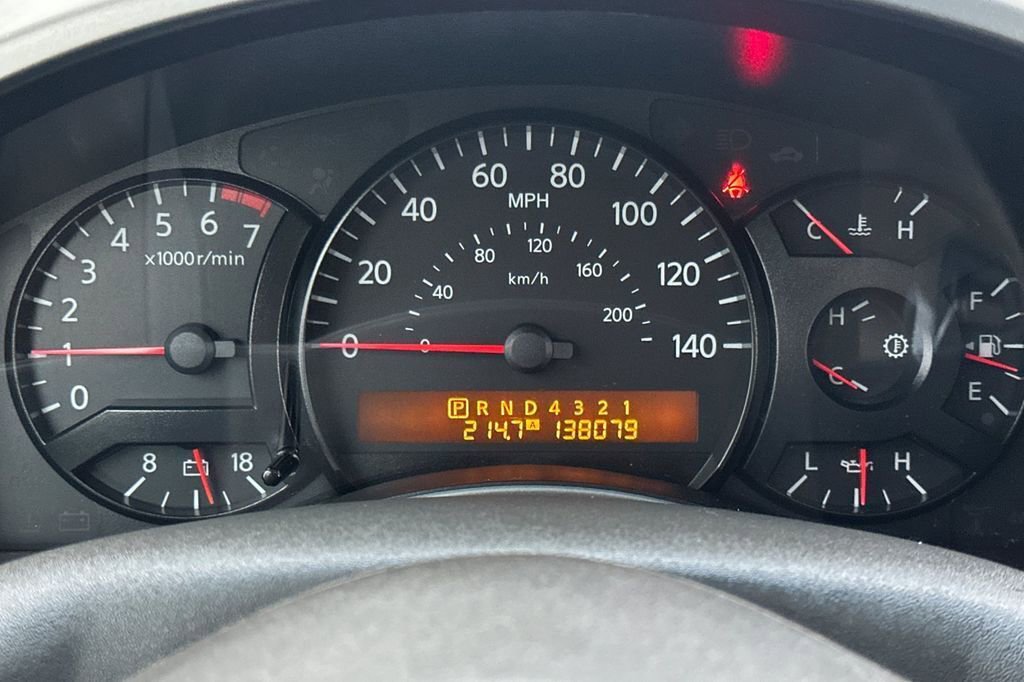 0 1 2 3 4 5 6 7
x1000r/min
8 18
0 20 40 60 80 100 120 140
MPH
0 40 80 120 160 200
km/h
P R N D 4 3 2 1
214.7 A 138079
C H
H
C
F
E
L H